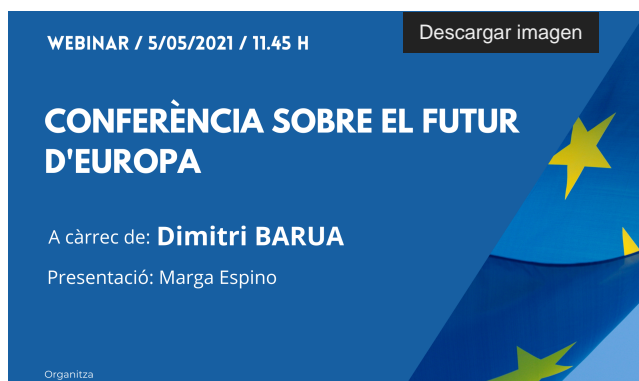 WEBINAR / 5/05/2021 / 11.45 H
Descargar imagen
CONFERÈNCIA SOBRE EL FUTUR
D'EUROPA
A càrrec de: Dimitri BARUA
Presentació: Marga Espino
Organitza